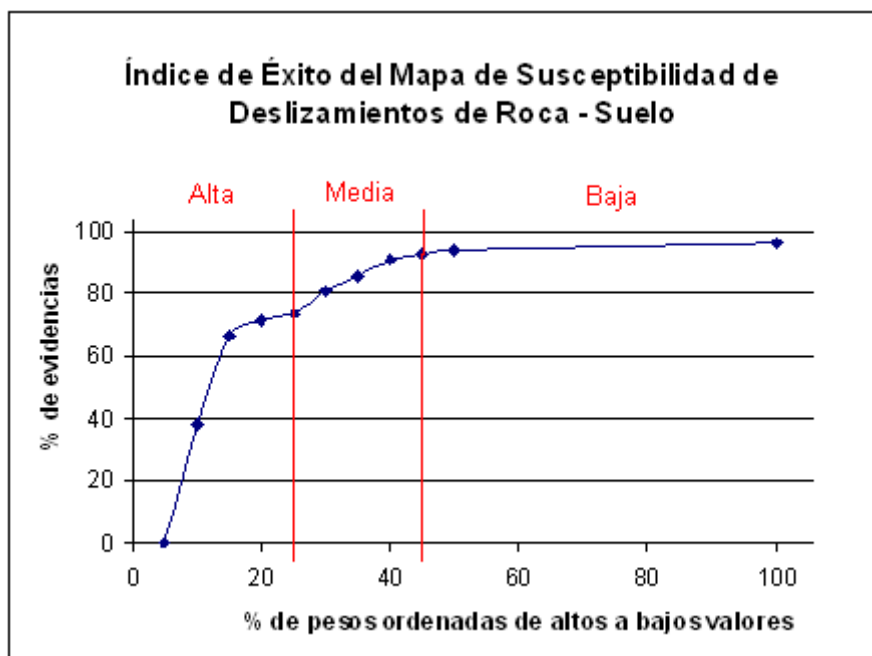 Índice de Éxito del Mapa de Susceptibilidad de
Deslizamientos de Roca - Suelo
Alta
Media
Baja
100
80
60
40
20
0
% de evidencias
0 20 40 60 80 100
% de pesos ordenadas de altos a bajos valores